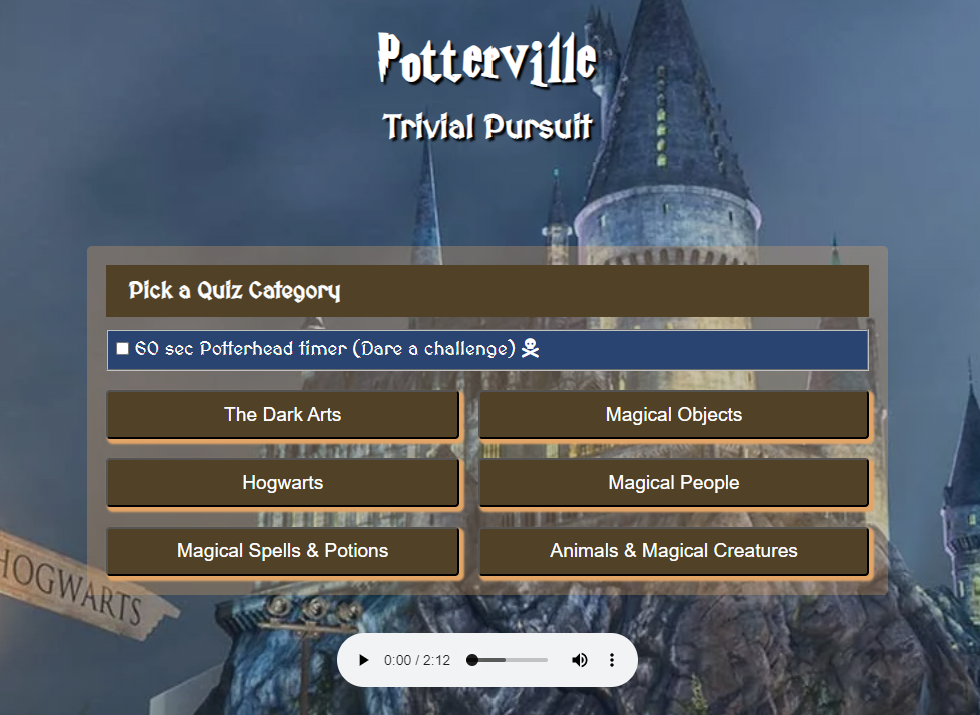 Potterville
Trivial Pursuit
Pick a Quiz Category
60 sec Potterhead timer (Dare a challenge) ☠
The Dark Arts
Magical Objects
Hogwarts
Magical People
Magical Spells & Potions
Animals & Magical Creatures
HOGWARTS
0:00 / 2:12